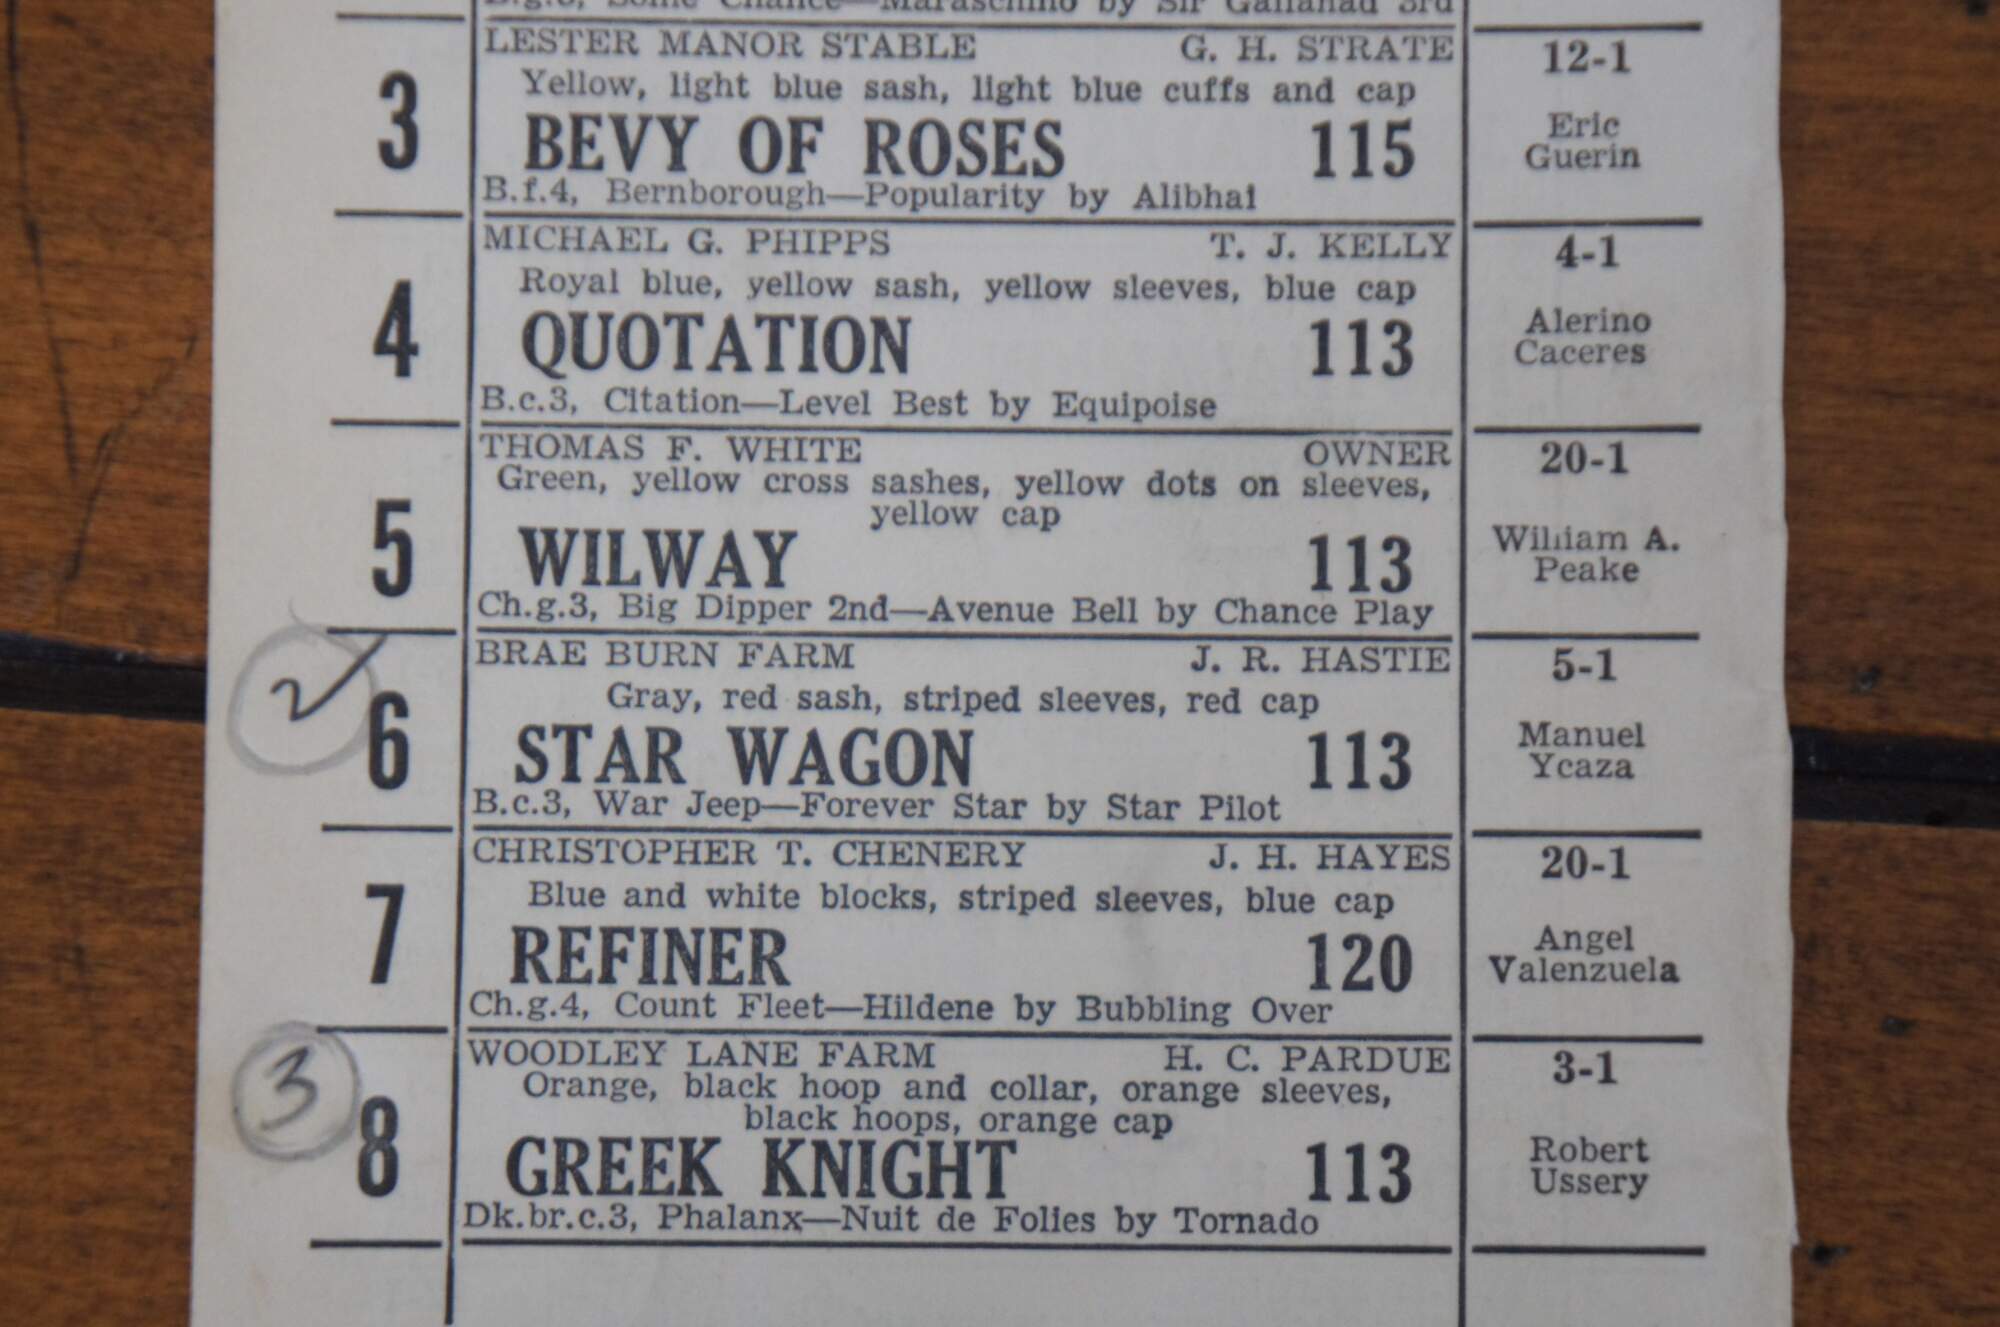 B.g.8, Some Chance—Maraschino by Sir Gallahad 3rd
LESTER MANOR STABLE G. H. STRATE 12-1
Yellow, light blue sash, light blue cuffs and cap
3 BEVY OF ROSES 115 Eric Guerin
B.f.4, Bernborough—Popularity by Alibhai
MICHAEL G. PHIPPS T. J. KELLY 4-1
Royal blue, yellow sash, yellow sleeves, blue cap
4 QUOTATION 113 Alerino Caceres
B.c.3, Citation—Level Best by Equipoise
THOMAS F. WHITE OWNER 20-1
Green, yellow cross sashes, yellow dots on sleeves,
yellow cap
5 WILWAY 113 William A. Peake
Ch.g.3, Big Dipper 2nd—Avenue Bell by Chance Play
BRAE BURN FARM J. R. HASTIE 5-1
Gray, red sash, striped sleeves, red cap
2 6 STAR WAGON 113 Manuel Ycaza
B.c.3, War Jeep—Forever Star by Star Pilot
CHRISTOPHER T. CHENERY J. H. HAYES 20-1
Blue and white blocks, striped sleeves, blue cap
7 REFINER 120 Angel Valenzuela
Ch.g.4, Count Fleet—Hildene by Bubbling Over
WOODLEY LANE FARM H. C. PARDUE 3-1
Orange, black hoop and collar, orange sleeves,
black hoops, orange cap
3 8 GREEK KNIGHT 113 Robert Ussery
Dk.br.c.3, Phalanx—Nuit de Folies by Tornado